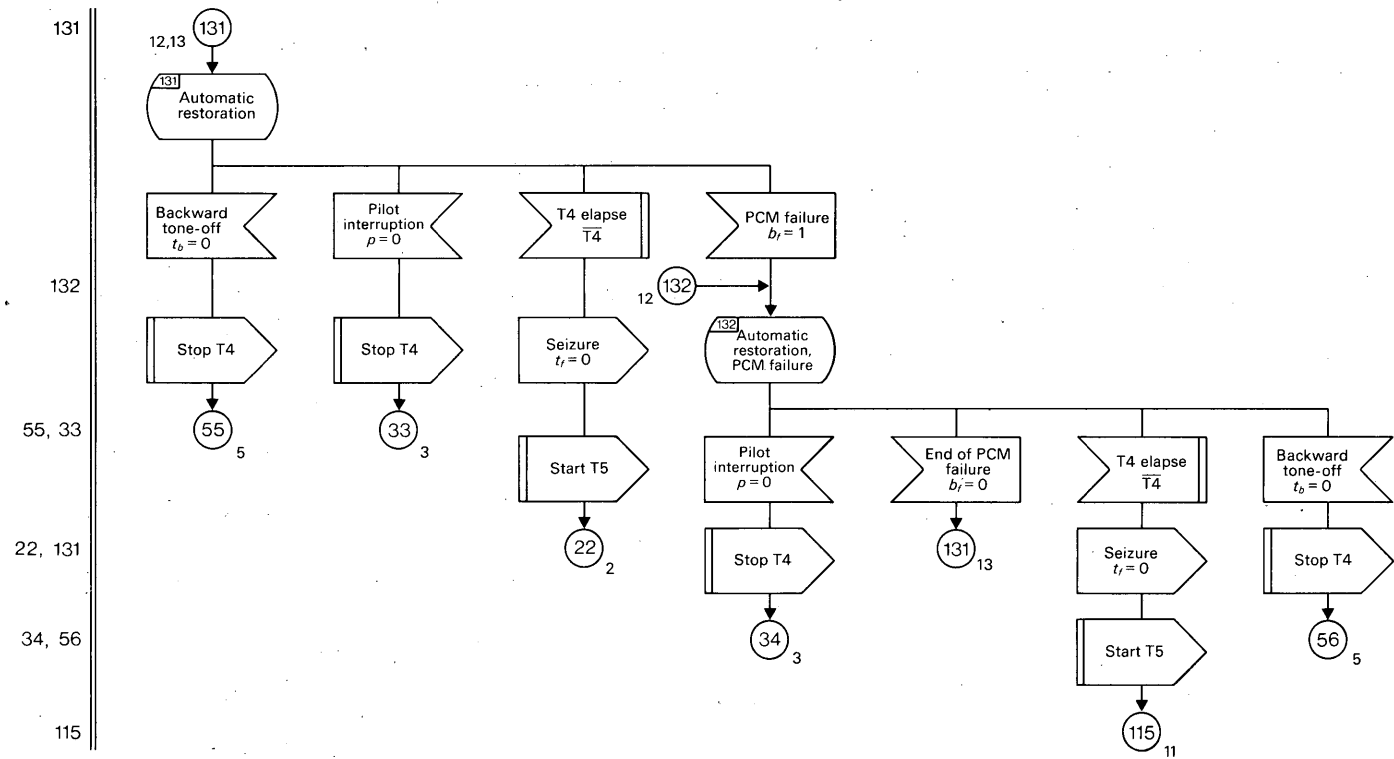 131
12,13
131
131
Automatic
restoration
Backward
tone-off
t_b = 0
Pilot
interruption
p = 0
T4 elapse
T4
PCM failure
b_f = 1
132
12
132
Stop T4
Stop T4
Seizure
t_f = 0
132
Automatic
restoration,
PCM failure
55, 33
55
5
33
3
Start T5
Pilot
interruption
p = 0
End of PCM
failure
b_f = 0
T4 elapse
T4
Backward
tone-off
t_b = 0
22, 131
22
2
Stop T4
131
13
Seizure
t_f = 0
Stop T4
34, 56
34
3
Start T5
56
5
115
115
11